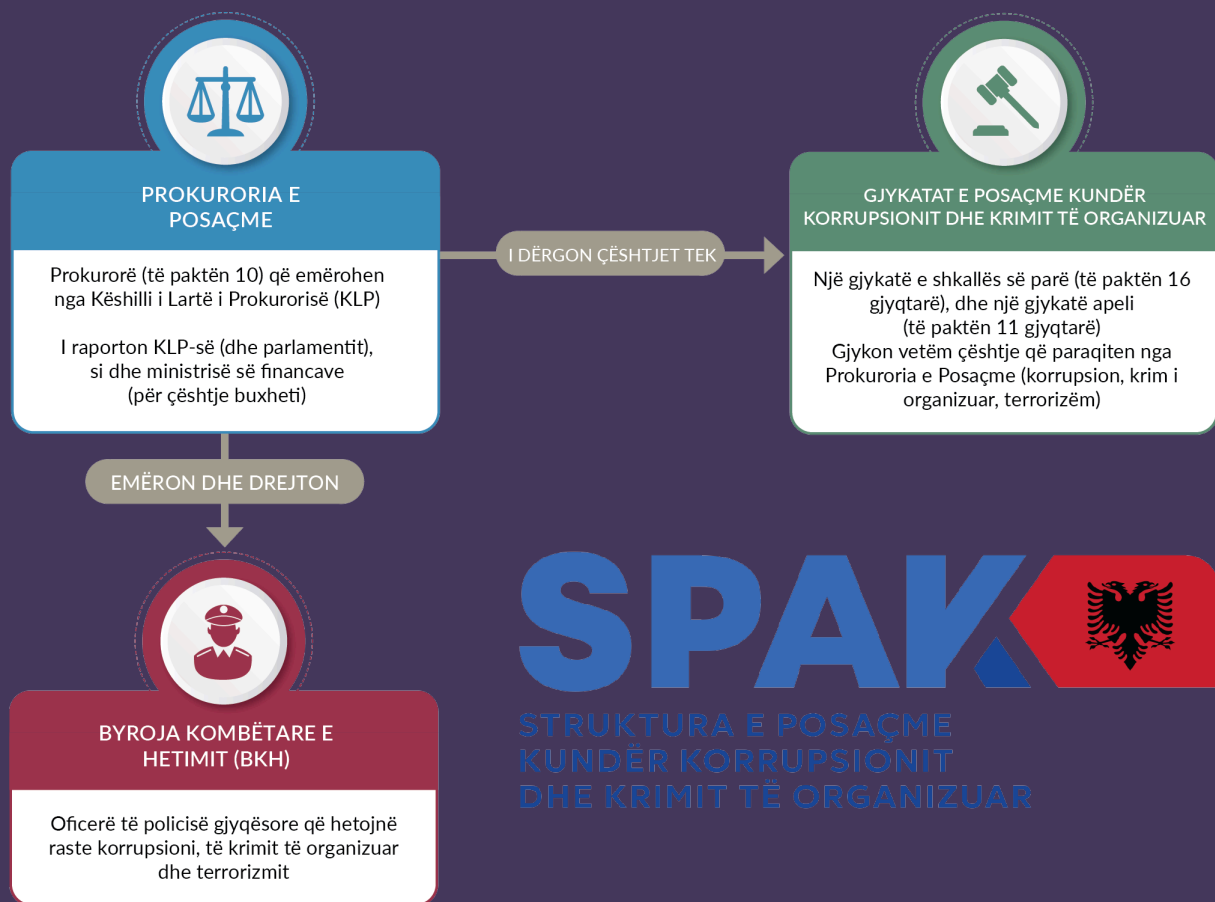 PROKURORIA E
POSAÇME
Prokurorë (të paktën 10) që emërohen
nga Këshilli i Lartë i Prokurorisë (KLP)
I raporton KLP-së (dhe parlamentit),
si dhe ministrisë së financave
(për çështje buxheti)
I DËRGON ÇËSHTJET TEK
GJYKATAT E POSAÇME KUNDËR
KORRUPSIONIT DHE KRIMIT TË ORGANIZUAR
Një gjykatë e shkallës së parë (të paktën 16
gjyqtarë), dhe një gjykatë apeli
(të paktën 11 gjyqtarë)
Gjykon vetëm çështje që paraqiten nga
Prokuroria e Posaçme (korrupsion, krim i
organizuar, terrorizëm)
EMËRON DHE DREJTON
BYROJA KOMBËTARE E
HETIMIT (BKH)
Oficerë të policisë gjyqësore që hetojnë
raste korrupsioni, të krimit të organizuar
dhe terrorizmit
SPAK
STRUKTURA E POSAÇME
KUNDËR KORRUPSIONIT
DHE KRIMIT TË ORGANIZUAR